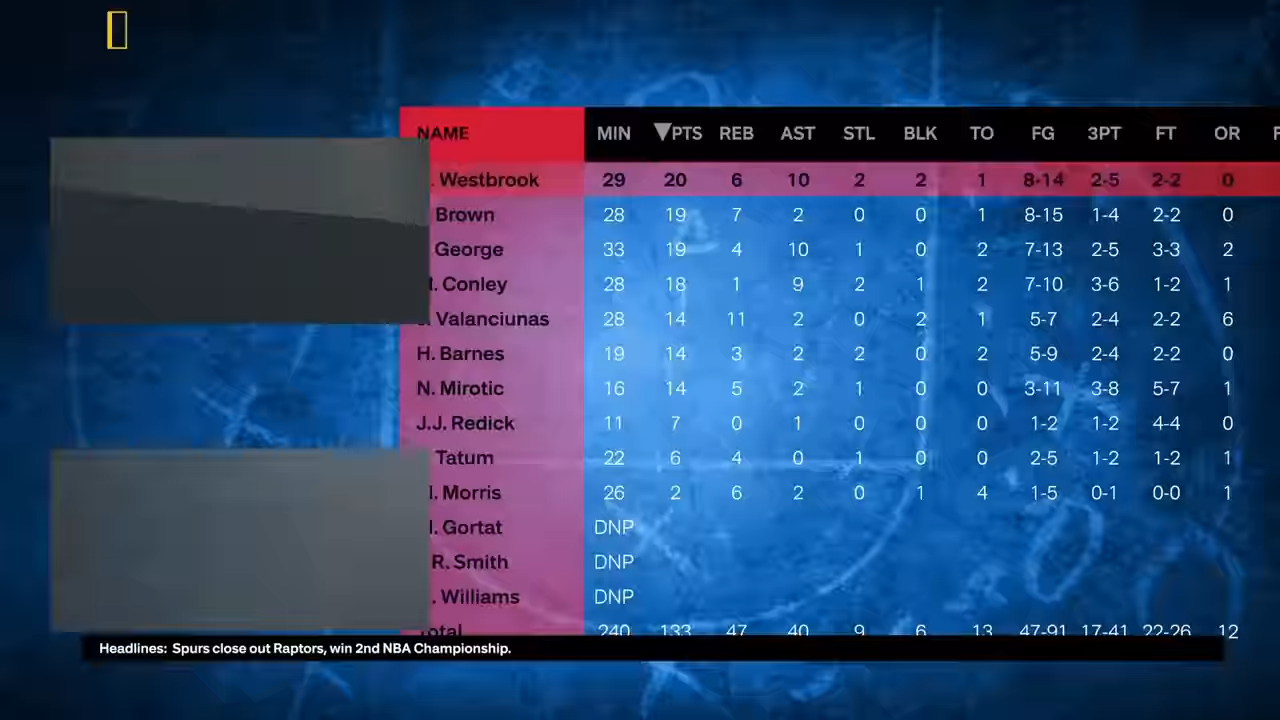 NAME MIN ▼PTS REB AST STL BLK TO FG 3PT FT OR
. Westbrook 29 20 6 10 2 2 1 8-14 2-5 2-2 0
Brown 28 19 7 2 0 0 1 8-15 1-4 2-2 0
George 33 19 4 10 1 0 2 7-13 2-5 3-3 2
. Conley 28 18 1 9 2 1 2 7-10 3-6 1-2 1
. Valanciunas 28 14 11 2 0 2 1 5-7 2-4 2-2 6
H. Barnes 19 14 3 2 2 0 2 5-9 2-4 2-2 0
N. Mirotic 16 14 5 2 1 0 0 3-11 3-8 5-7 1
J.J. Redick 11 7 0 1 0 0 0 1-2 1-2 4-4 0
Tatum 22 6 4 0 1 0 0 2-5 1-2 1-2 1
. Morris 26 2 6 2 0 1 4 1-5 0-1 0-0 1
. Gortat DNP
R. Smith DNP
. Williams DNP
Total 240 133 47 40 9 6 13 47-91 17-41 22-26 12
Headlines: Spurs close out Raptors, win 2nd NBA Championship.